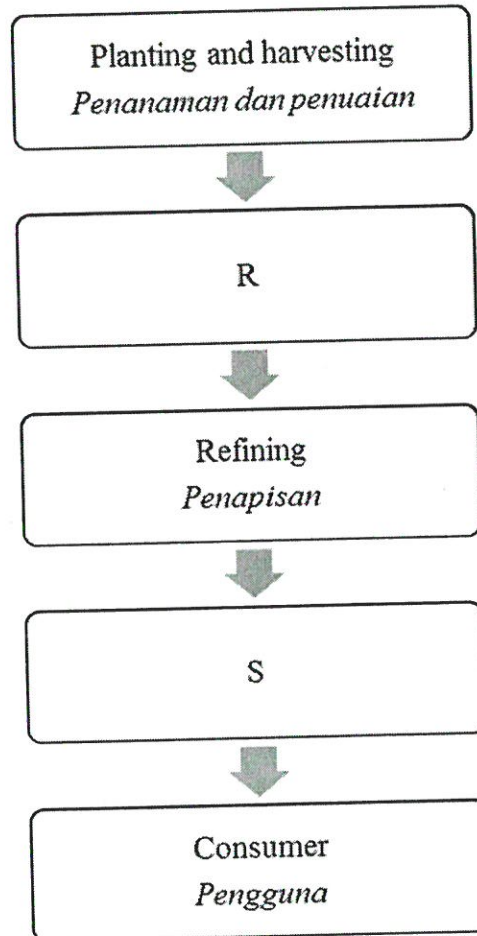 Planting and harvesting
Penanaman dan penuaian
R
Refining
Penapisan
S
Consumer
Pengguna